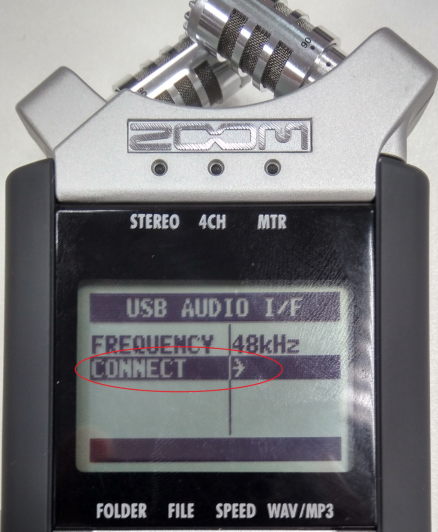 ZOOM
STEREO 4CH MTR
USB AUDIO I/F
FREQUENCY 48kHz
CONNECT
FOLDER FILE SPEED WAV/MP3